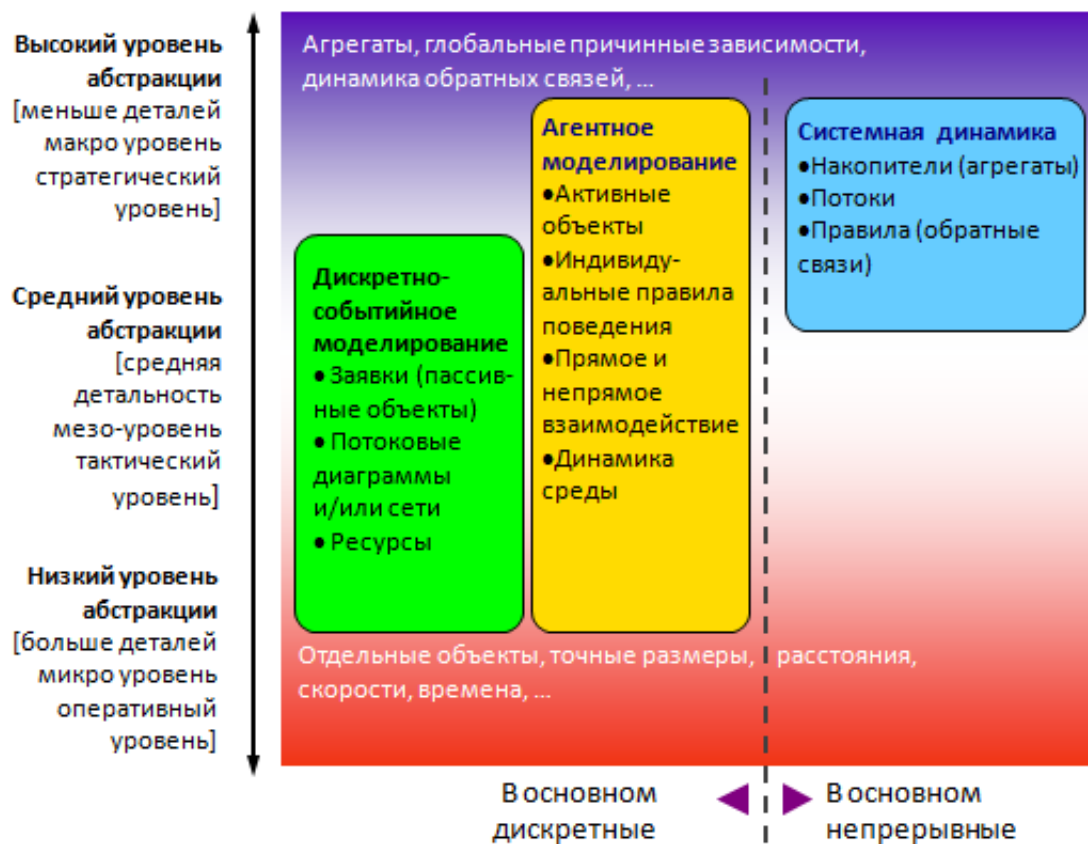 Высокий уровень
абстракции
[меньше деталей
макро уровень
стратегический
уровень]
Средний уровень
абстракции
[средняя
детальность
мезо-уровень
тактический
уровень]
Низкий уровень
абстракции
[больше деталей
микро уровень
оперативный
уровень]
Агрегаты, глобальные причинные зависимости,
динамика обратных связей, ...
Дискретно-
событийное
моделирование
•Заявки (пассив-
ные объекты)
•Потоковые
диаграммы
и/или сети
•Ресурсы
Агентное
моделирование
•Активные
объекты
•Индивиду-
альные правила
поведения
•Прямое и
непрямое
взаимодействие
•Динамика
среды
Системная динамика
•Накопители (агрегаты)
•Потоки
•Правила (обратные
связи)
Отдельные объекты, точные размеры, расстояния,
скорости, времена, ...
В основном
дискретные
В основном
непрерывные